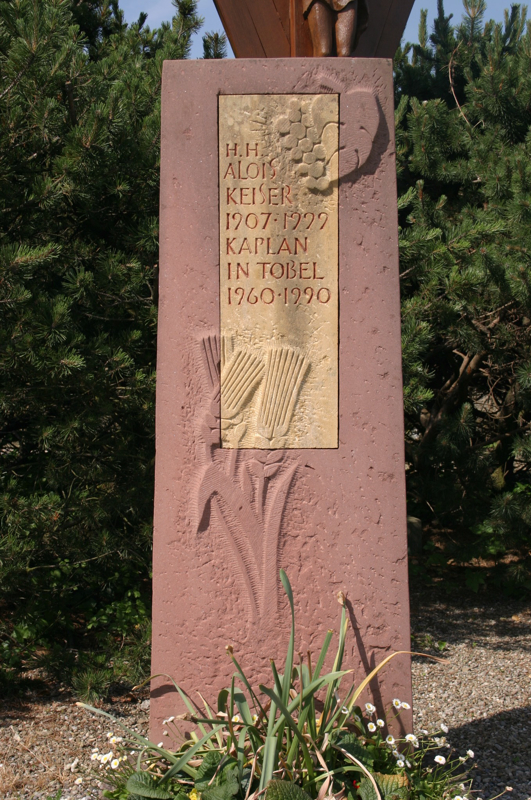 H.H.
ALOIS
KEISER
1907·1999
KAPLAN
IN TOBEL
1960·1990